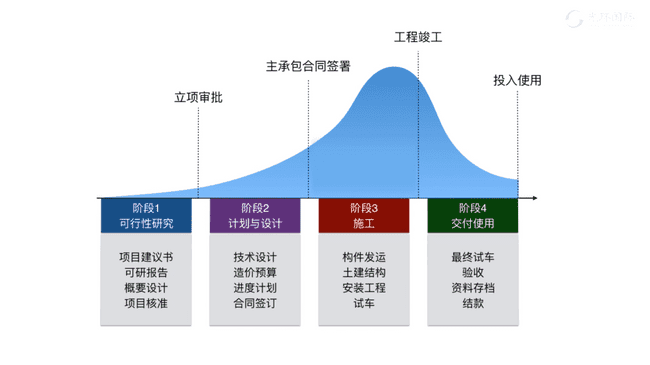 工程竣工
主承包合同签署
投入使用
立项审批
阶段1
可行性研究
阶段2
计划与设计
阶段3
施工
阶段4
交付使用
项目建议书
可研报告
概要设计
项目核准
技术设计
造价预算
进度计划
合同签订
构件发运
土建结构
安装工程
试车
最终试车
验收
资料存档
结款